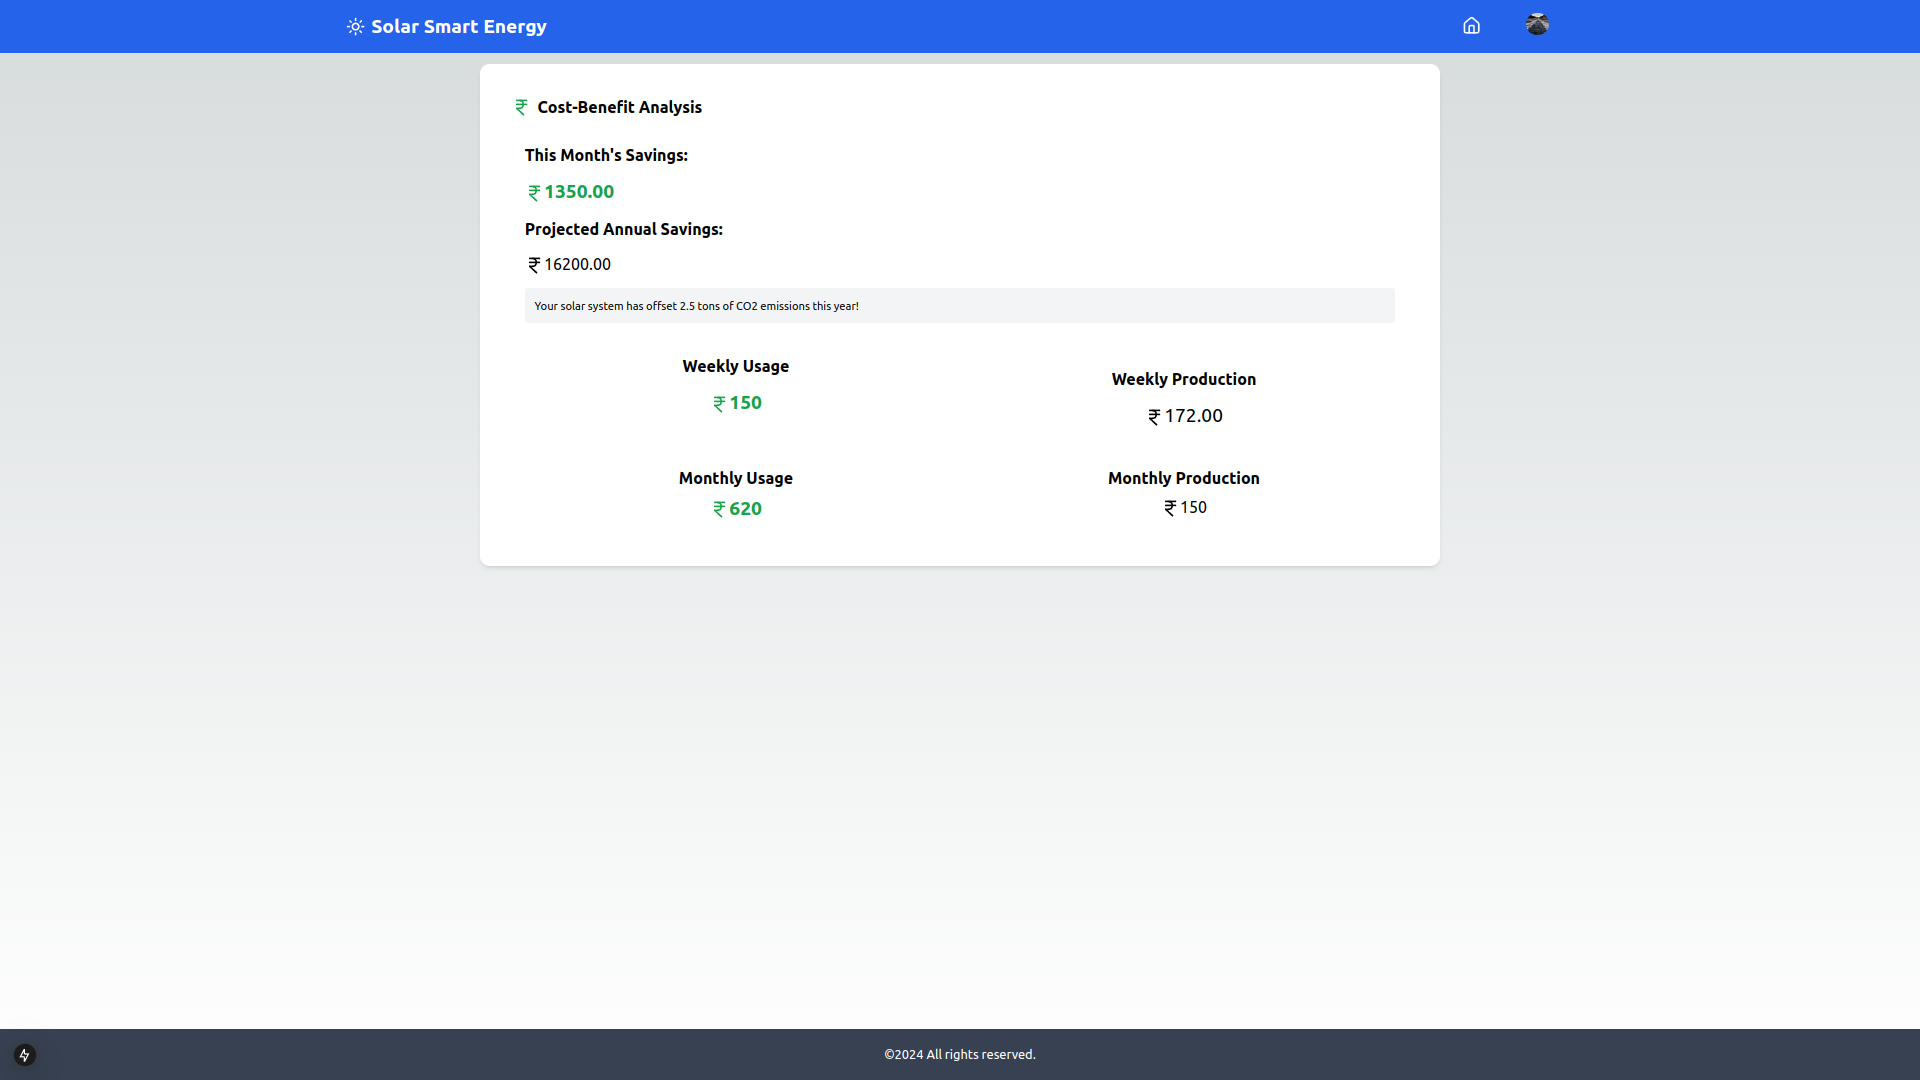 Solar Smart Energy
₹ Cost-Benefit Analysis
This Month's Savings:
₹ 1350.00
Projected Annual Savings:
₹ 16200.00
Your solar system has offset 2.5 tons of CO2 emissions this year!
Weekly Usage
₹ 150
Weekly Production
₹ 172.00
Monthly Usage
₹ 620
Monthly Production
₹ 150
©2024 All rights reserved.